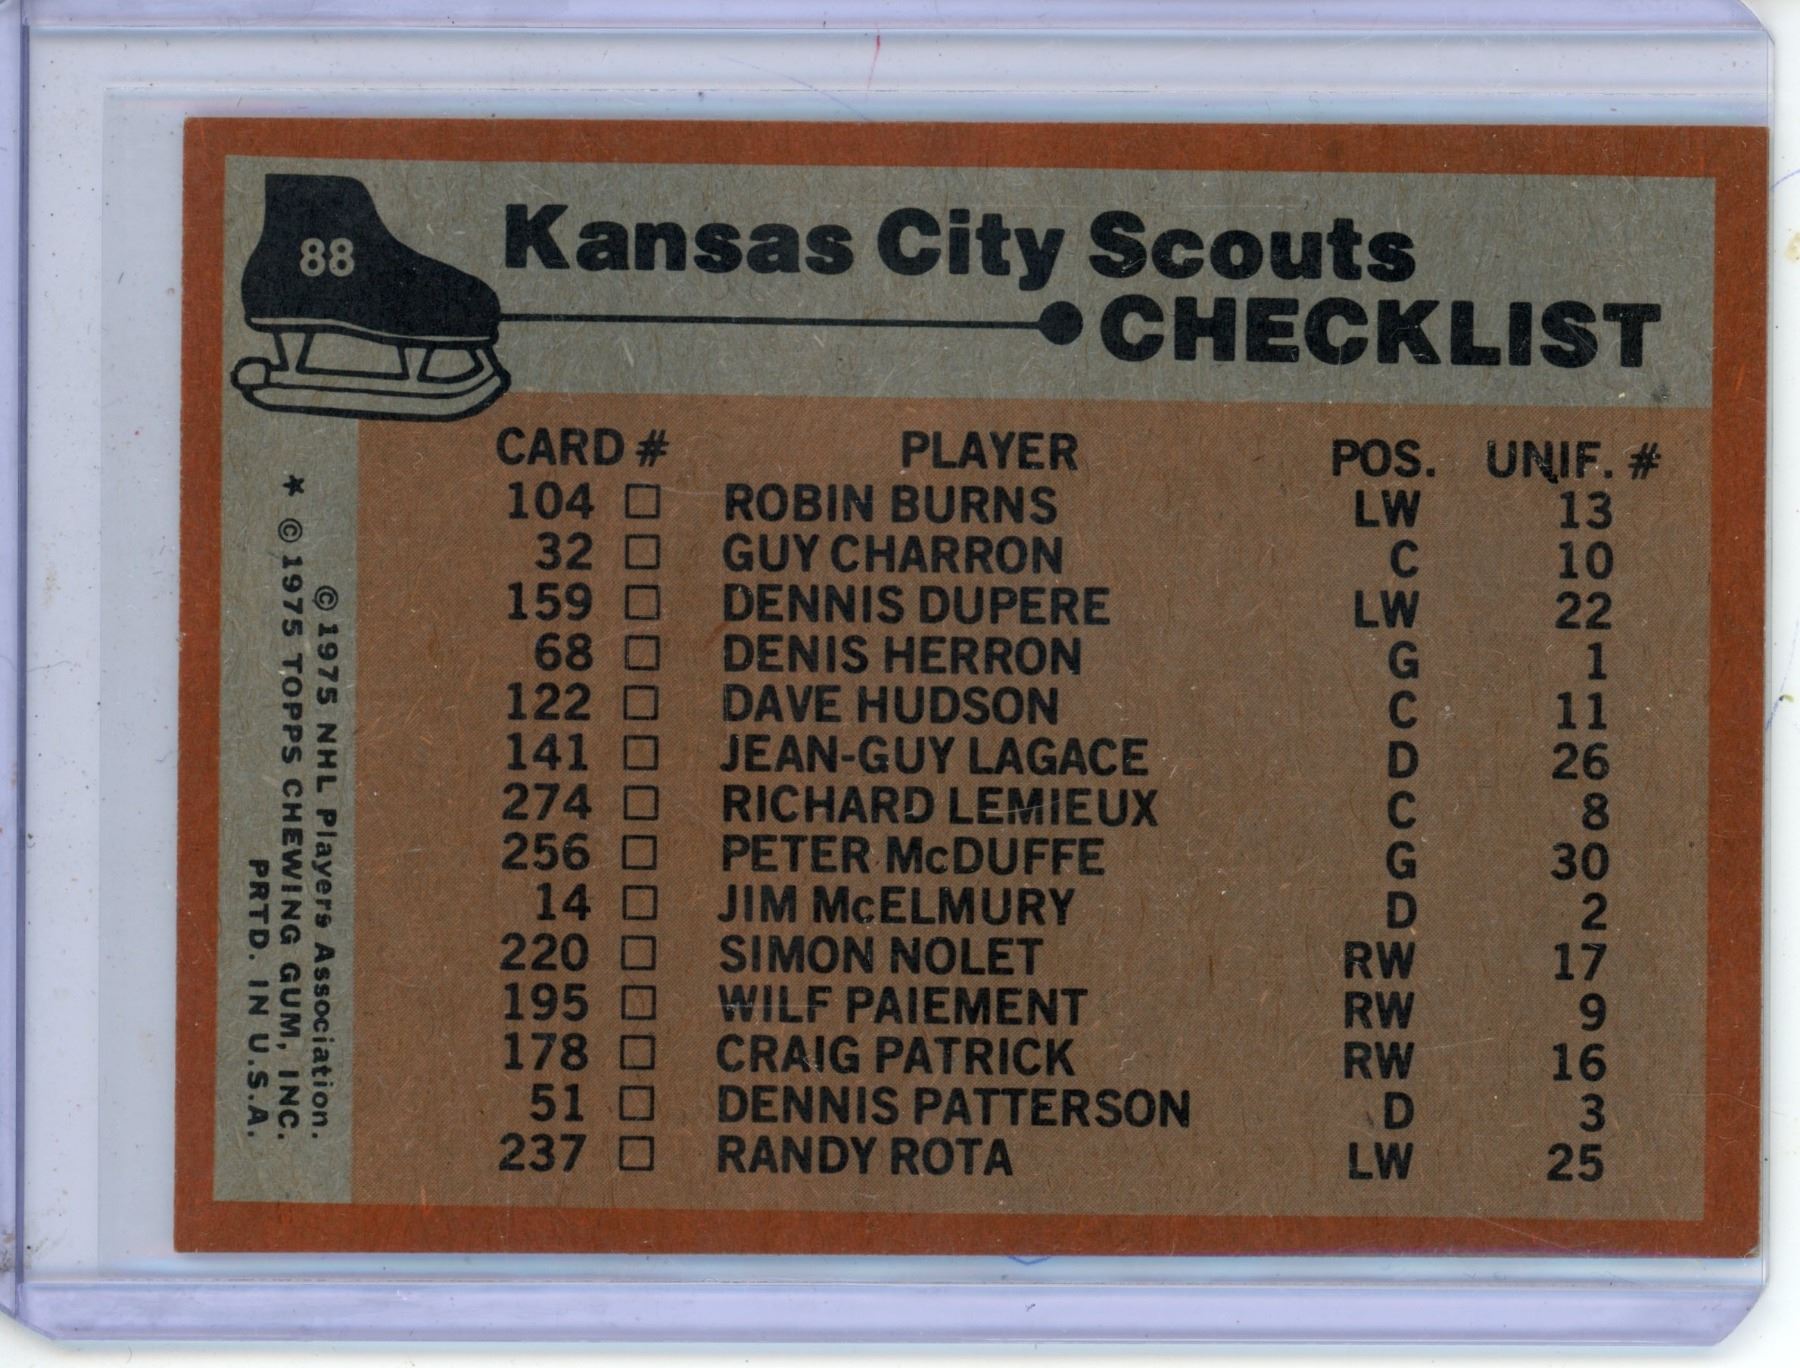 88
Kansas City Scouts
CHECKLIST
CARD # PLAYER POS. UNIF. #
104 □ ROBIN BURNS LW 13
32 □ GUY CHARRON C 10
159 □ DENNIS DUPERE LW 22
68 □ DENIS HERRON G 1
122 □ DAVE HUDSON C 11
141 □ JEAN-GUY LAGACE D 26
274 □ RICHARD LEMIEUX C 8
256 □ PETER McDUFFE G 30
14 □ JIM McELMURY D 2
220 □ SIMON NOLET RW 17
195 □ WILF PAIEMENT RW 9
178 □ CRAIG PATRICK RW 16
51 □ DENNIS PATTERSON D 3
237 □ RANDY ROTA LW 25
© 1975 NHL Players Association.
* © 1975 TOPPS CHEWING GUM, INC.
PRTD. IN U.S.A.